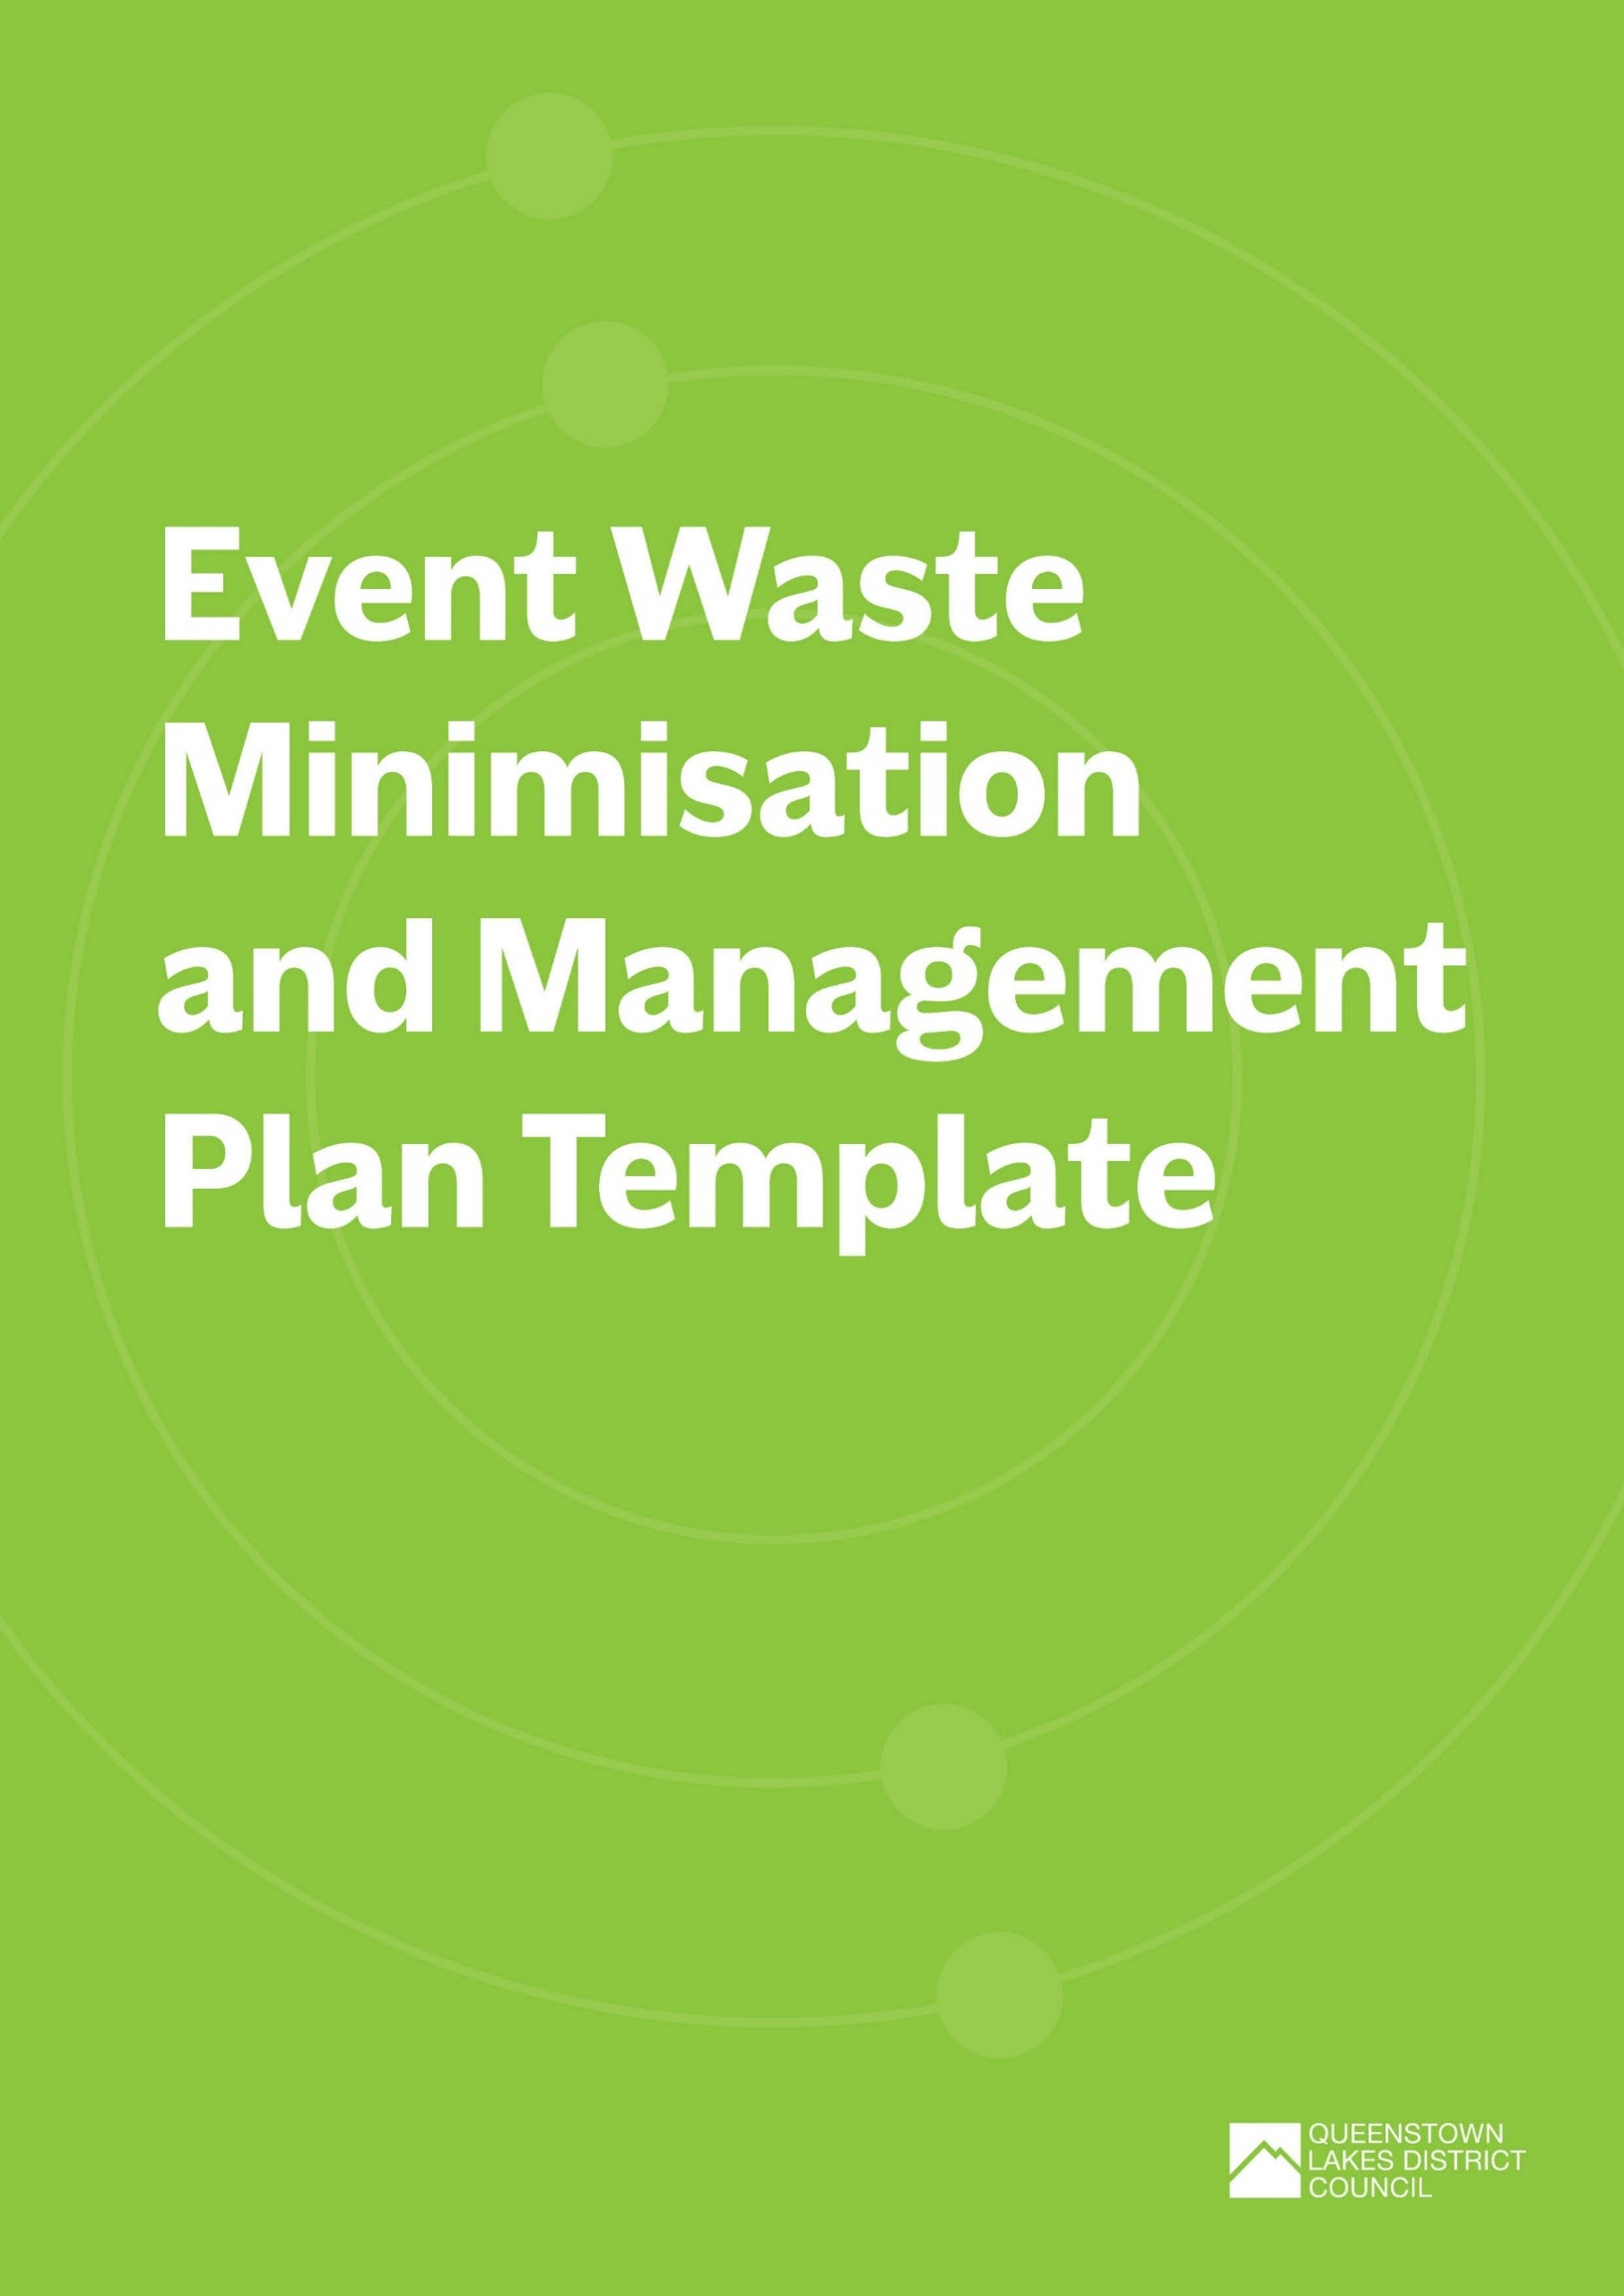 Event Waste
Minimisation
and Management
Plan Template
QUEENSTOWN
LAKES DISTRICT
COUNCIL